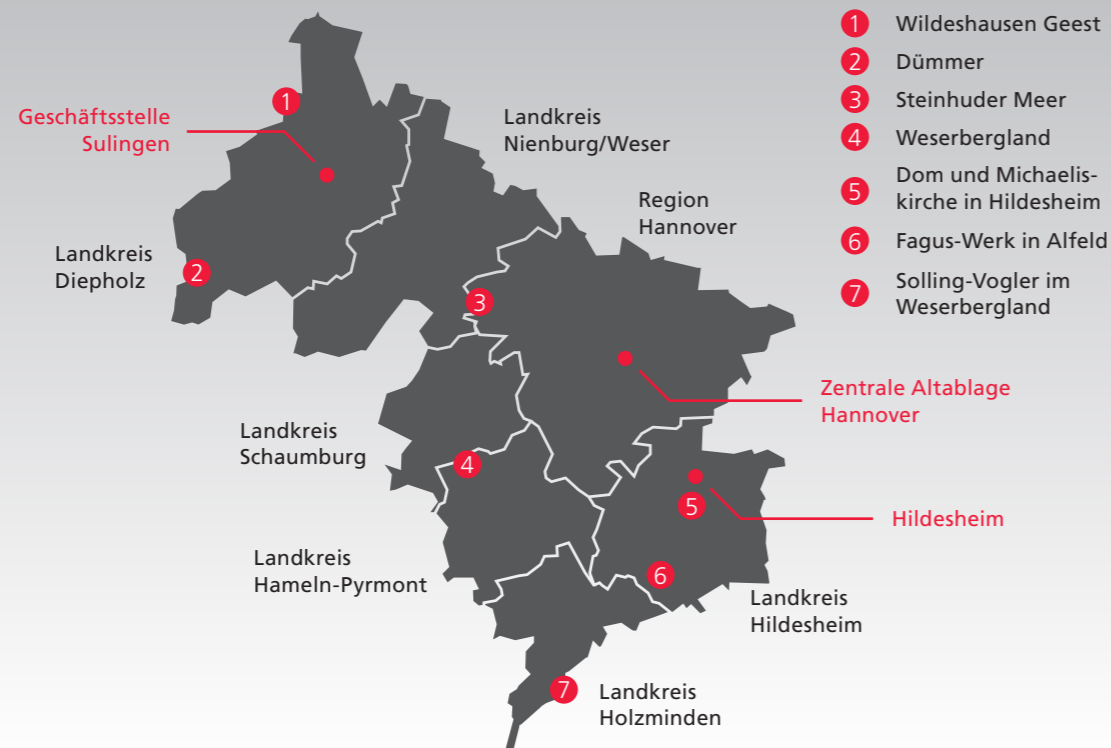 1 Wildeshausen Geest
2 Dümmer
3 Steinhuder Meer
4 Weserbergland
5 Dom und Michaelis-
kirche in Hildesheim
6 Fagus-Werk in Alfeld
7 Solling-Vogler im
Weserbergland
1
Geschäftsstelle
Sulingen
Landkreis
Nienburg/Weser
Region
Hannover
Landkreis
Diepholz
2
3
Zentrale Altablage
Hannover
Landkreis
Schaumburg
4
5
Hildesheim
Landkreis
Hameln-Pyrmont
6
Landkreis
Hildesheim
7
Landkreis
Holzminden